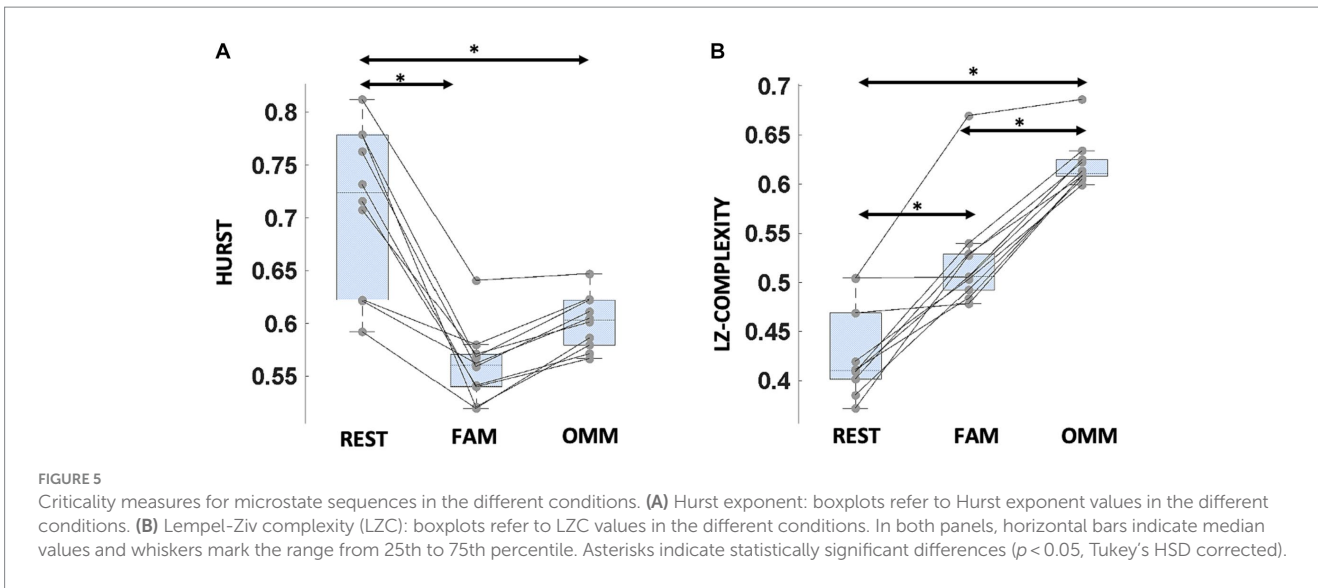 A
*
*
HURST
0.8
0.75
0.7
0.65
0.6
0.55
REST
FAM
OMM
B
*
*
*
LZ-COMPLEXITY
0.7
0.65
0.6
0.55
0.5
0.45
0.4
REST
FAM
OMM
FIGURE 5
Criticality measures for microstate sequences in the different conditions. (A) Hurst exponent: boxplots refer to Hurst exponent values in the different
conditions. (B) Lempel-Ziv complexity (LZC): boxplots refer to LZC values in the different conditions. In both panels, horizontal bars indicate median
values and whiskers mark the range from 25th to 75th percentile. Asterisks indicate statistically significant differences (p < 0.05, Tukey's HSD corrected).